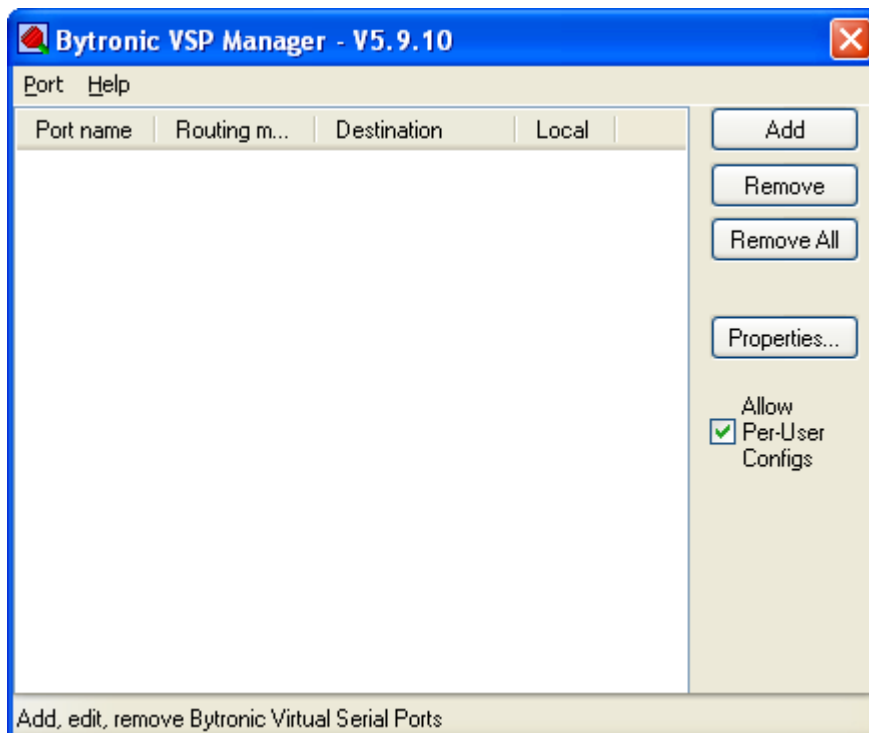 Bytronic VSP Manager - V5.9.10
Port Help
Port name Routing m... Destination Local
Add
Remove
Remove All
Properties...
Allow
Per-User
Configs
Add, edit, remove Bytronic Virtual Serial Ports